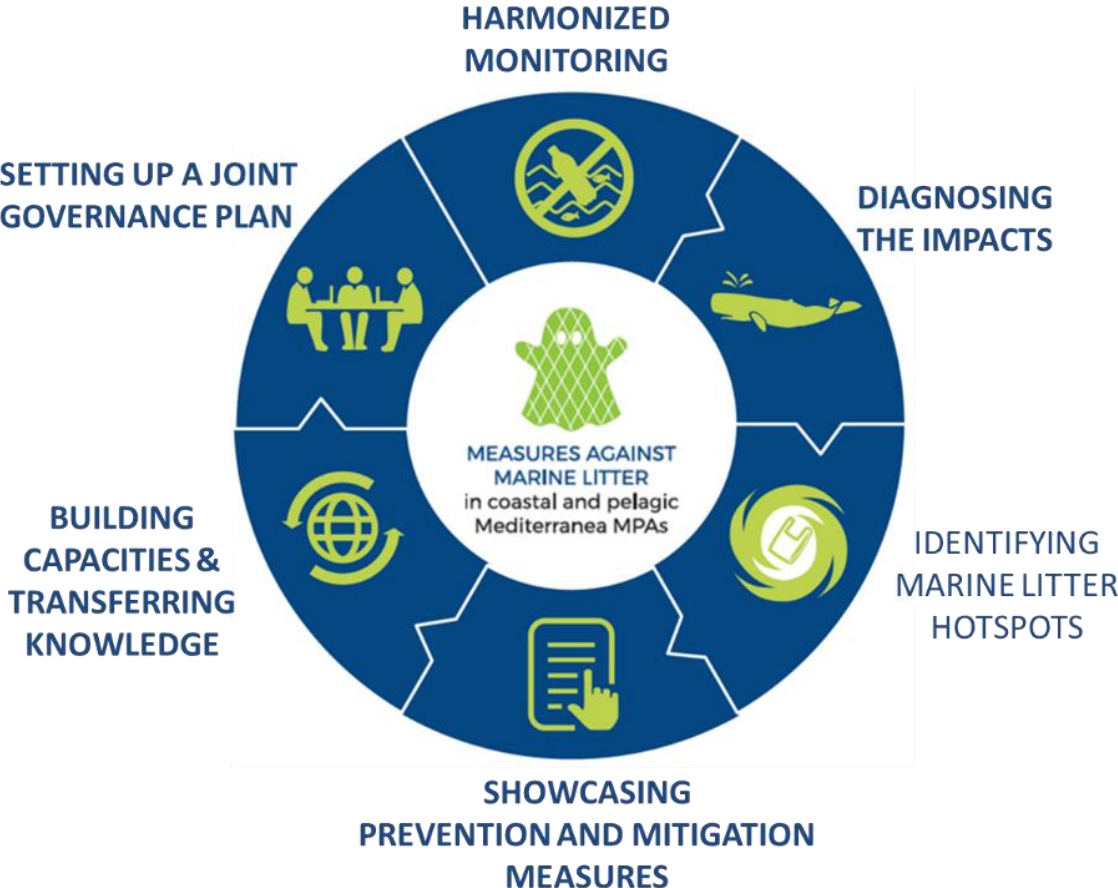 HARMONIZED
MONITORING
SETTING UP A JOINT
GOVERNANCE PLAN
DIAGNOSING
THE IMPACTS
MEASURES AGAINST
MARINE LITTER
in coastal and pelagic
Mediterranea MPAs
BUILDING
CAPACITIES &
TRANSFERRING
KNOWLEDGE
IDENTIFYING
MARINE LITTER
HOTSPOTS
SHOWCASING
PREVENTION AND MITIGATION
MEASURES